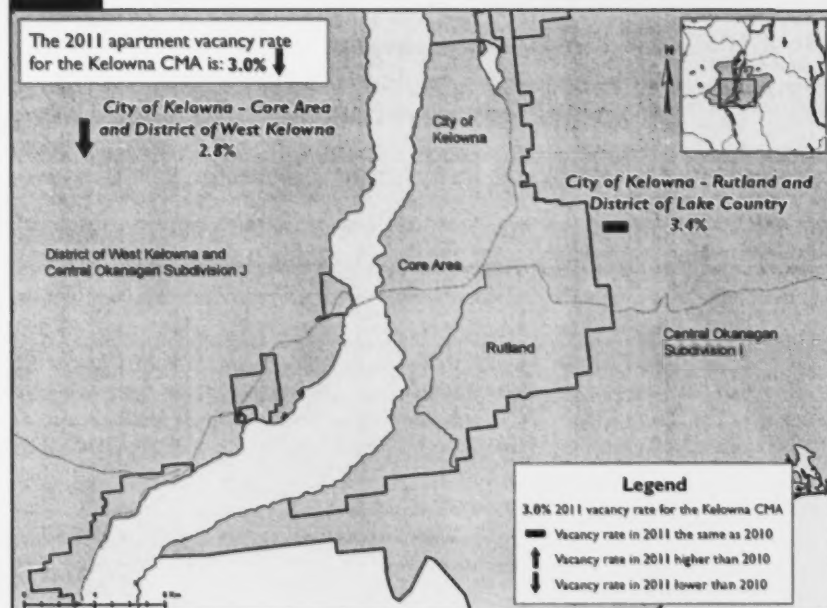 The 2011 apartment vacancy rate
for the Kelowna CMA is: 3.0%
City of Kelowna - Core Area
and District of West Kelowna
2.8%
City of
Kelowna
N
City of Kelowna - Rutland and
District of Lake Country
3.4%
District of West Kelowna and
Central Okanagan Subdivision J
Core Area
Rutland
Central Okanagan
Subdivision I
Legend
3.0% 2011 vacancy rate for the Kelowna CMA
Vacancy rate in 2011 the same as 2010
Vacancy rate in 2011 higher than 2010
Vacancy rate in 2011 lower than 2010